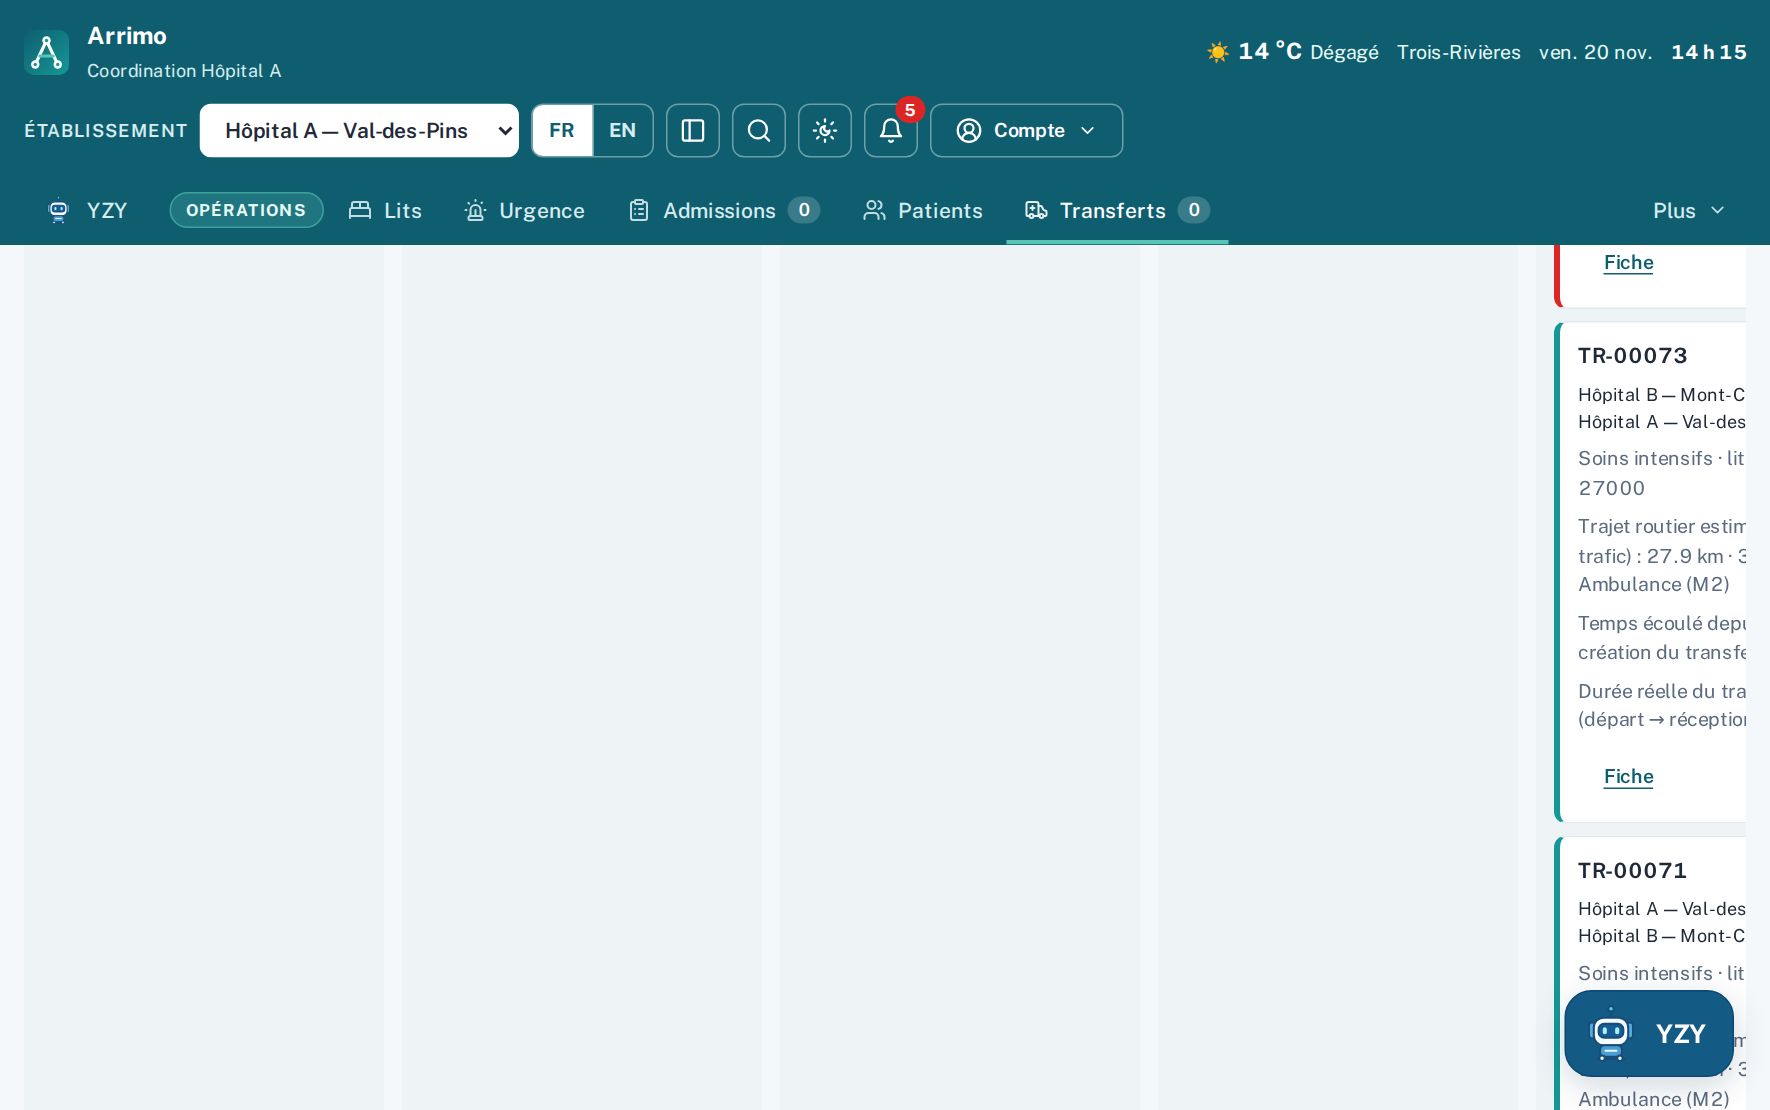 Arrimo
Coordination Hôpital A
☀️ 14 °C Dégagé Trois-Rivières ven. 20 nov. 14 h 15
ÉTABLISSEMENT Hôpital A — Val-des-Pins FR EN 5 Compte
YZY OPÉRATIONS Lits Urgence Admissions 0 Patients Transferts 0 Plus
Fiche
TR-00073
Hôpital B — Mont-C
Hôpital A — Val-des
Soins intensifs · lit
27000
Trajet routier estim
trafic) : 27.9 km · 3
Ambulance (M2)
Temps écoulé depu
création du transfe
Durée réelle du tra
(départ → réception
Fiche
TR-00071
Hôpital A — Val-des
Hôpital B — Mont-C
Soins intensifs · lit
YZY
Ambulance (M2)